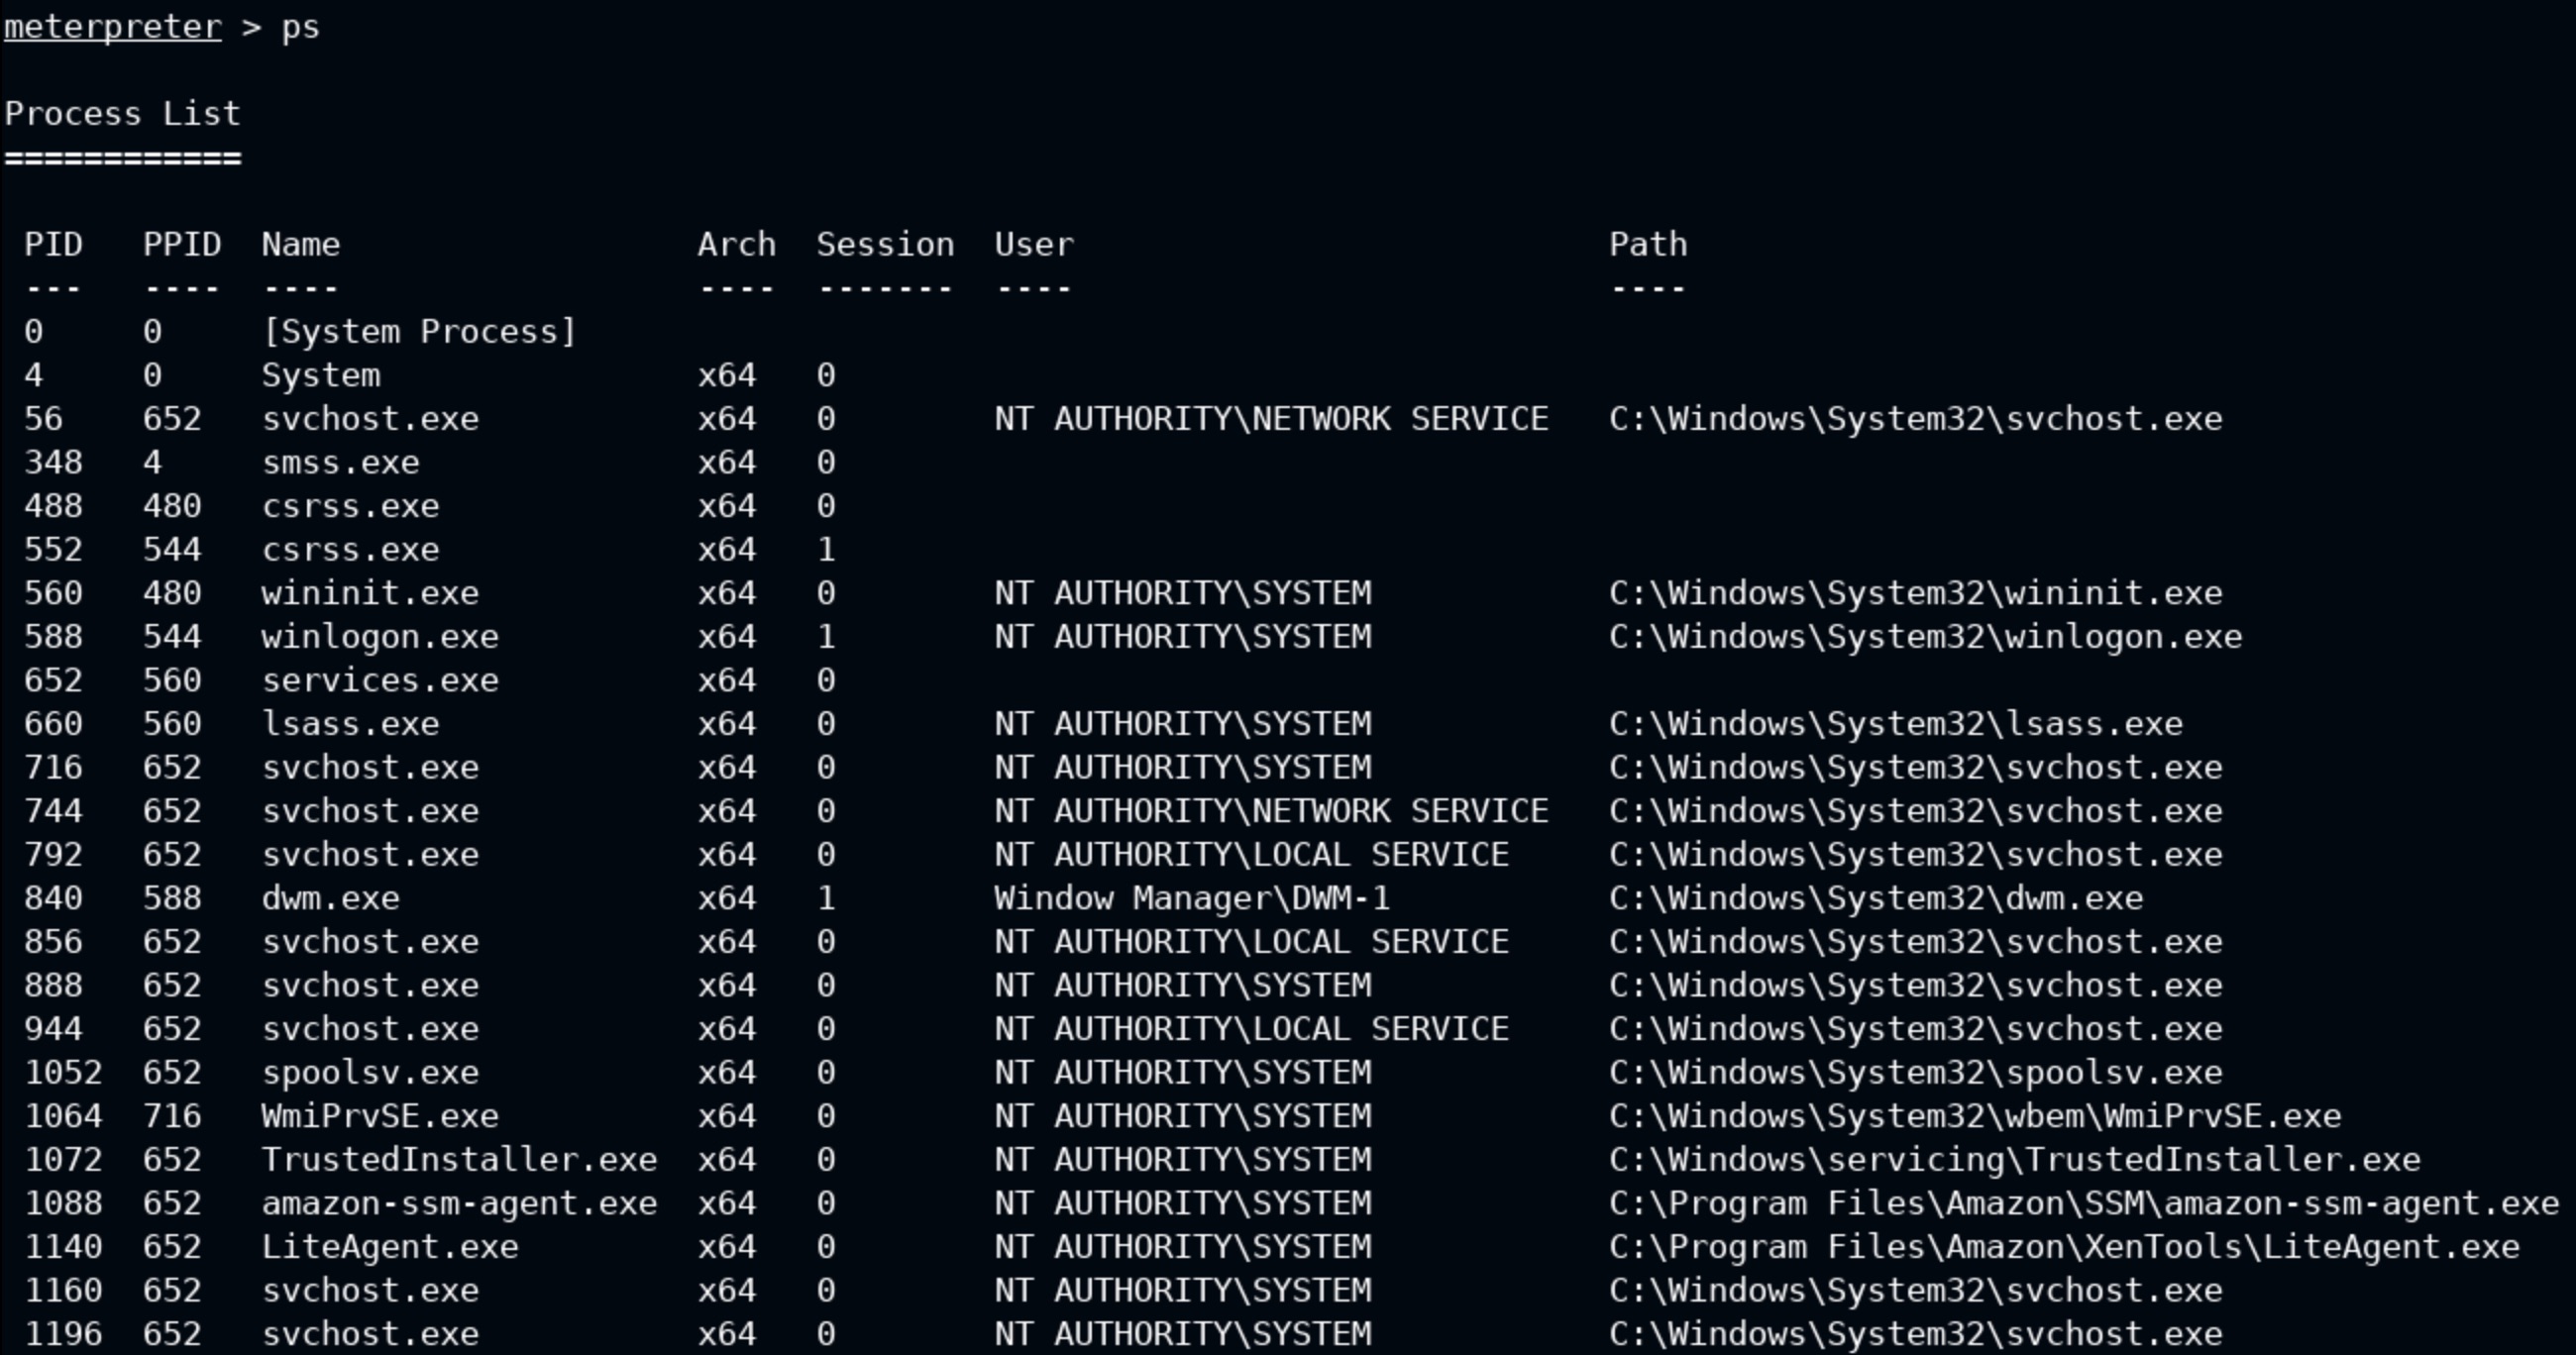 meterpreter > ps
Process List
============
PID PPID Name Arch Session User Path
--- ---- ---- ---- ------- ---- ----
0 0 [System Process]
4 0 System x64 0
56 652 svchost.exe x64 0 NT AUTHORITY\NETWORK SERVICE C:\Windows\System32\svchost.exe
348 4 smss.exe x64 0
488 480 csrss.exe x64 0
552 544 csrss.exe x64 1
560 480 wininit.exe x64 0 NT AUTHORITY\SYSTEM C:\Windows\System32\wininit.exe
588 544 winlogon.exe x64 1 NT AUTHORITY\SYSTEM C:\Windows\System32\winlogon.exe
652 560 services.exe x64 0
660 560 lsass.exe x64 0 NT AUTHORITY\SYSTEM C:\Windows\System32\lsass.exe
716 652 svchost.exe x64 0 NT AUTHORITY\SYSTEM C:\Windows\System32\svchost.exe
744 652 svchost.exe x64 0 NT AUTHORITY\NETWORK SERVICE C:\Windows\System32\svchost.exe
792 652 svchost.exe x64 0 NT AUTHORITY\LOCAL SERVICE C:\Windows\System32\svchost.exe
840 588 dwm.exe x64 1 Window Manager\DWM-1 C:\Windows\System32\dwm.exe
856 652 svchost.exe x64 0 NT AUTHORITY\LOCAL SERVICE C:\Windows\System32\svchost.exe
888 652 svchost.exe x64 0 NT AUTHORITY\SYSTEM C:\Windows\System32\svchost.exe
944 652 svchost.exe x64 0 NT AUTHORITY\LOCAL SERVICE C:\Windows\System32\svchost.exe
1052 652 spoolsv.exe x64 0 NT AUTHORITY\SYSTEM C:\Windows\System32\spoolsv.exe
1064 716 WmiPrvSE.exe x64 0 NT AUTHORITY\SYSTEM C:\Windows\System32\wbem\WmiPrvSE.exe
1072 652 TrustedInstaller.exe x64 0 NT AUTHORITY\SYSTEM C:\Windows\servicing\TrustedInstaller.exe
1088 652 amazon-ssm-agent.exe x64 0 NT AUTHORITY\SYSTEM C:\Program Files\Amazon\SSM\amazon-ssm-agent.exe
1140 652 LiteAgent.exe x64 0 NT AUTHORITY\SYSTEM C:\Program Files\Amazon\XenTools\LiteAgent.exe
1160 652 svchost.exe x64 0 NT AUTHORITY\SYSTEM C:\Windows\System32\svchost.exe
1196 652 svchost.exe x64 0 NT AUTHORITY\SYSTEM C:\Windows\System32\svchost.exe